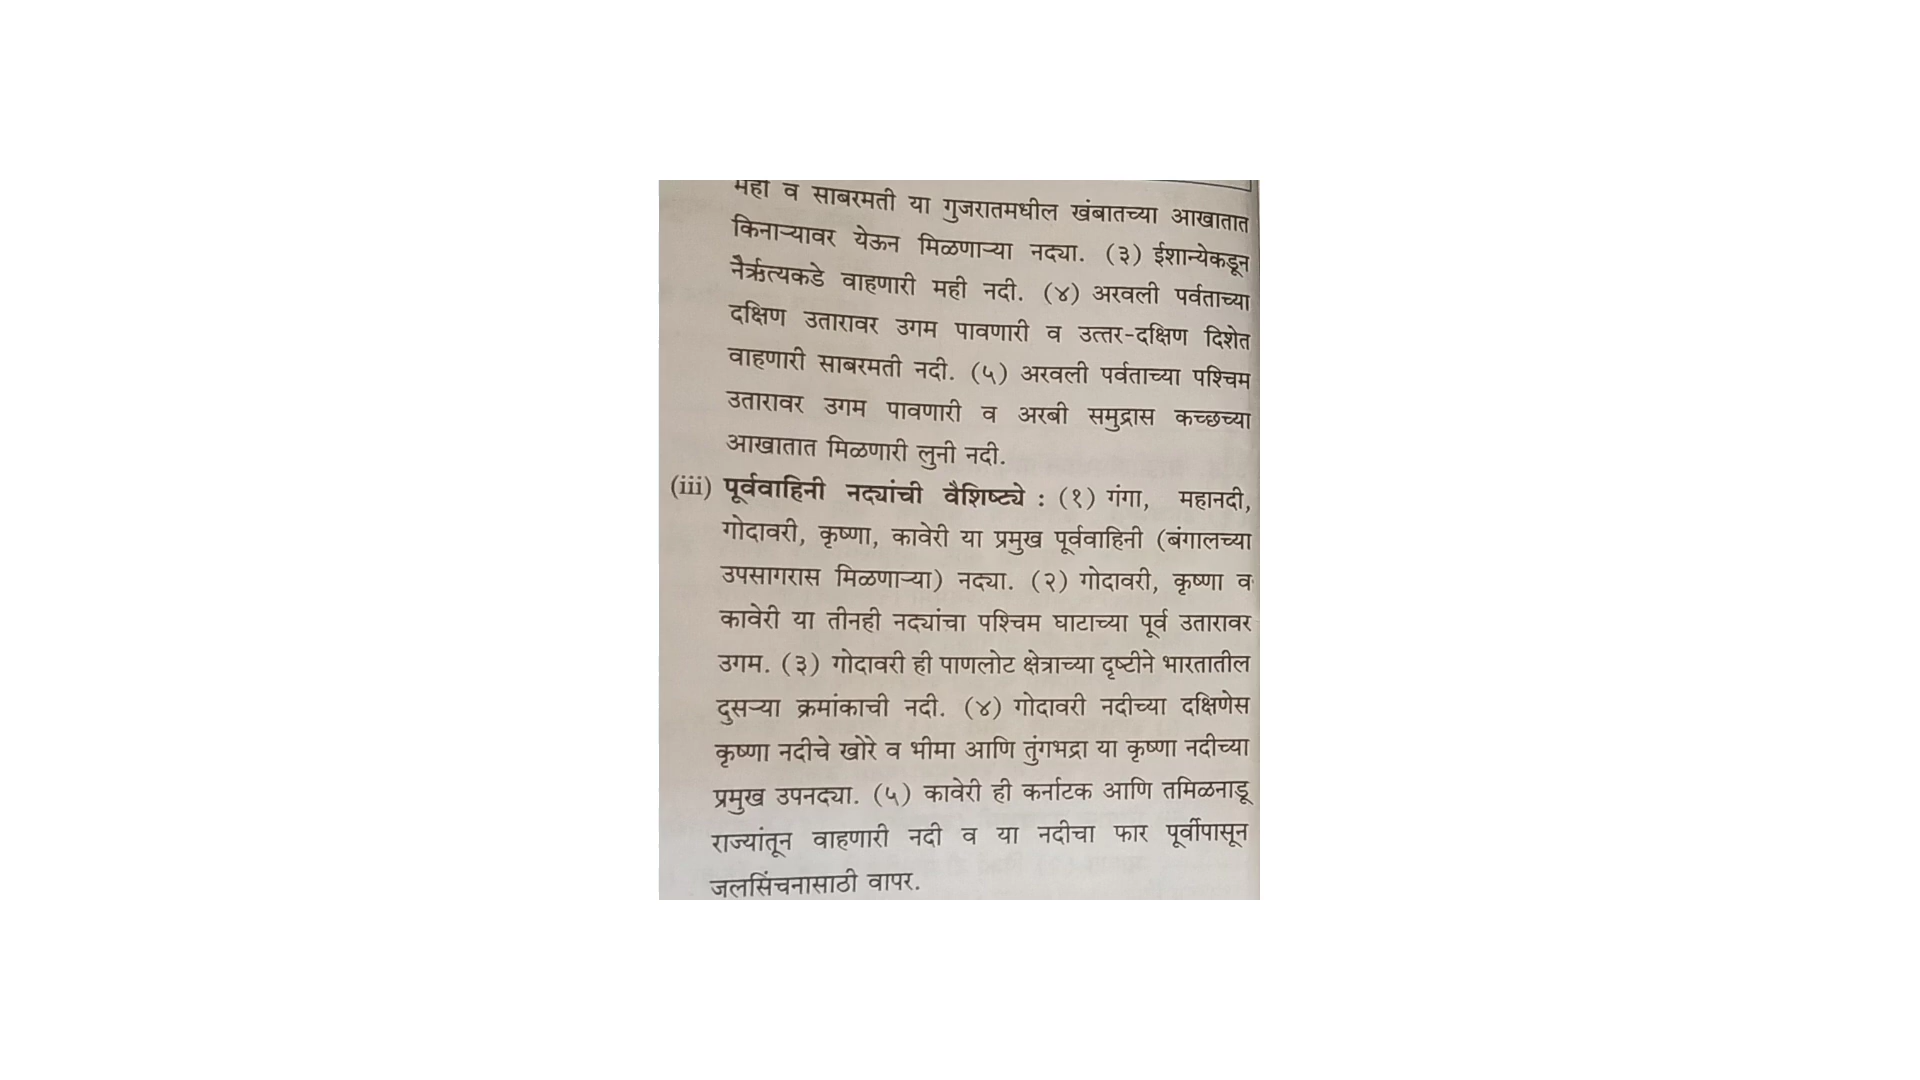 मही व साबरमती या गुजरातमधील खंबातच्या आखातात
किनाऱ्यावर येऊन मिळणाऱ्या नद्या. (३) ईशान्येकडून
नैर्ऋत्यकडे वाहणारी मही नदी. (४) अरवली पर्वताच्या
दक्षिण उतारावर उगम पावणारी व उत्तर-दक्षिण दिशेत
वाहणारी साबरमती नदी. (५) अरवली पर्वताच्या पश्चिम
उतारावर उगम पावणारी व अरबी समुद्रास कच्छच्या
आखातात मिळणारी लुनी नदी.
(iii) पूर्ववाहिनी नद्यांची वैशिष्ट्ये : (१) गंगा, महानदी,
गोदावरी, कृष्णा, कावेरी या प्रमुख पूर्ववाहिनी (बंगालच्या
उपसागरास मिळणाऱ्या) नद्या. (२) गोदावरी, कृष्णा व
कावेरी या तीनही नद्यांचा पश्चिम घाटाच्या पूर्व उतारावर
उगम. (३) गोदावरी ही पाणलोट क्षेत्राच्या दृष्टीने भारतातील
दुसऱ्या क्रमांकाची नदी. (४) गोदावरी नदीच्या दक्षिणेस
कृष्णा नदीचे खोरे व भीमा आणि तुंगभद्रा या कृष्णा नदीच्या
प्रमुख उपनद्या. (५) कावेरी ही कर्नाटक आणि तमिळनाडू
राज्यांतून वाहणारी नदी व या नदीचा फार पूर्वीपासून
जलसिंचनासाठी वापर.